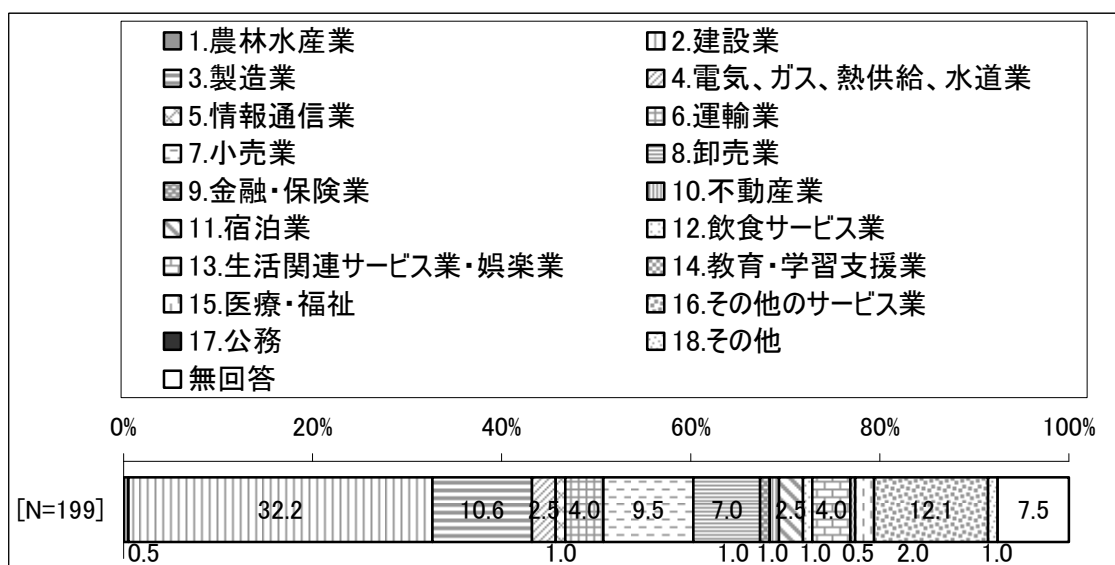 1.農林水産業 2.建設業
3.製造業 4.電気、ガス、熱供給、水道業
5.情報通信業 6.運輸業
7.小売業 8.卸売業
9.金融・保険業 10.不動産業
11.宿泊業 12.飲食サービス業
13.生活関連サービス業・娯楽業 14.教育・学習支援業
15.医療・福祉 16.その他のサービス業
17.公務 18.その他
無回答
0% 20% 40% 60% 80% 100%
[N=199] 32.2 10.6 2.5 4.0 9.5 7.0 2.5 4.0 12.1 7.5
0.5 1.0 1.0 1.0 1.0 0.5 2.0 1.0